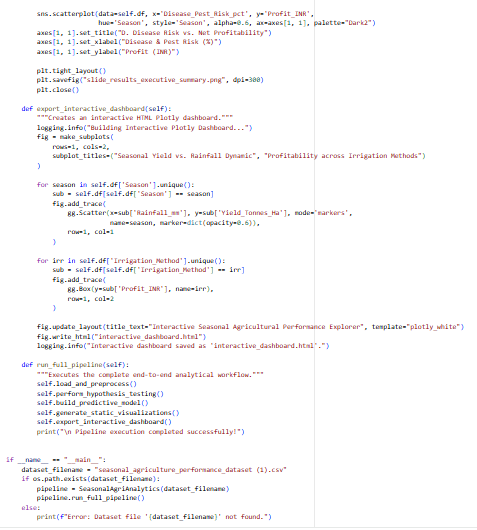 sns.scatterplot(data=self.df, x='Disease_Pest_Risk_pct', y='Profit_INR',
hue='Season', style='Season', alpha=0.6, ax=axes[1, 1], palette="Dark2")
axes[1, 1].set_title("D. Disease Risk vs. Net Profitability")
axes[1, 1].set_xlabel("Disease & Pest Risk (%)")
axes[1, 1].set_ylabel("Profit (INR)")
plt.tight_layout()
plt.savefig("slide_results_executive_summary.png", dpi=300)
plt.close()
def export_interactive_dashboard(self):
"""Creates an interactive HTML Plotly dashboard."""
logging.info("Building Interactive Plotly Dashboard...")
fig = make_subplots(
rows=1, cols=2,
subplot_titles=("Seasonal Yield vs. Rainfall Dynamic", "Profitability across Irrigation Methods")
)
for season in self.df['Season'].unique():
sub = self.df[self.df['Season'] == season]
fig.add_trace(
gg.Scatter(x=sub['Rainfall_mm'], y=sub['Yield_Tonnes_Ha'], mode='markers',
name=season, marker=dict(opacity=0.6)),
row=1, col=1
)
for irr in self.df['Irrigation_Method'].unique():
sub = self.df[self.df['Irrigation_Method'] == irr]
fig.add_trace(
gg.Box(y=sub['Profit_INR'], name=irr),
row=1, col=2
)
fig.update_layout(title_text="Interactive Seasonal Agricultural Performance Explorer", template="plotly_white")
fig.write_html("interactive_dashboard.html")
logging.info("Interactive dashboard saved as 'interactive_dashboard.html'.")
def run_full_pipeline(self):
"""Executes the complete end-to-end analytical workflow."""
self.load_and_preprocess()
self.perform_hypothesis_testing()
self.build_predictive_model()
self.generate_static_visualizations()
self.export_interactive_dashboard()
print("\n Pipeline execution completed successfully!")
if __name__ == "__main__":
dataset_filename = "seasonal_agriculture_performance_dataset (1).csv"
if os.path.exists(dataset_filename):
pipeline = SeasonalAgriAnalytics(dataset_filename)
pipeline.run_full_pipeline()
else:
print(f"Error: Dataset file '{dataset_filename}' not found.")